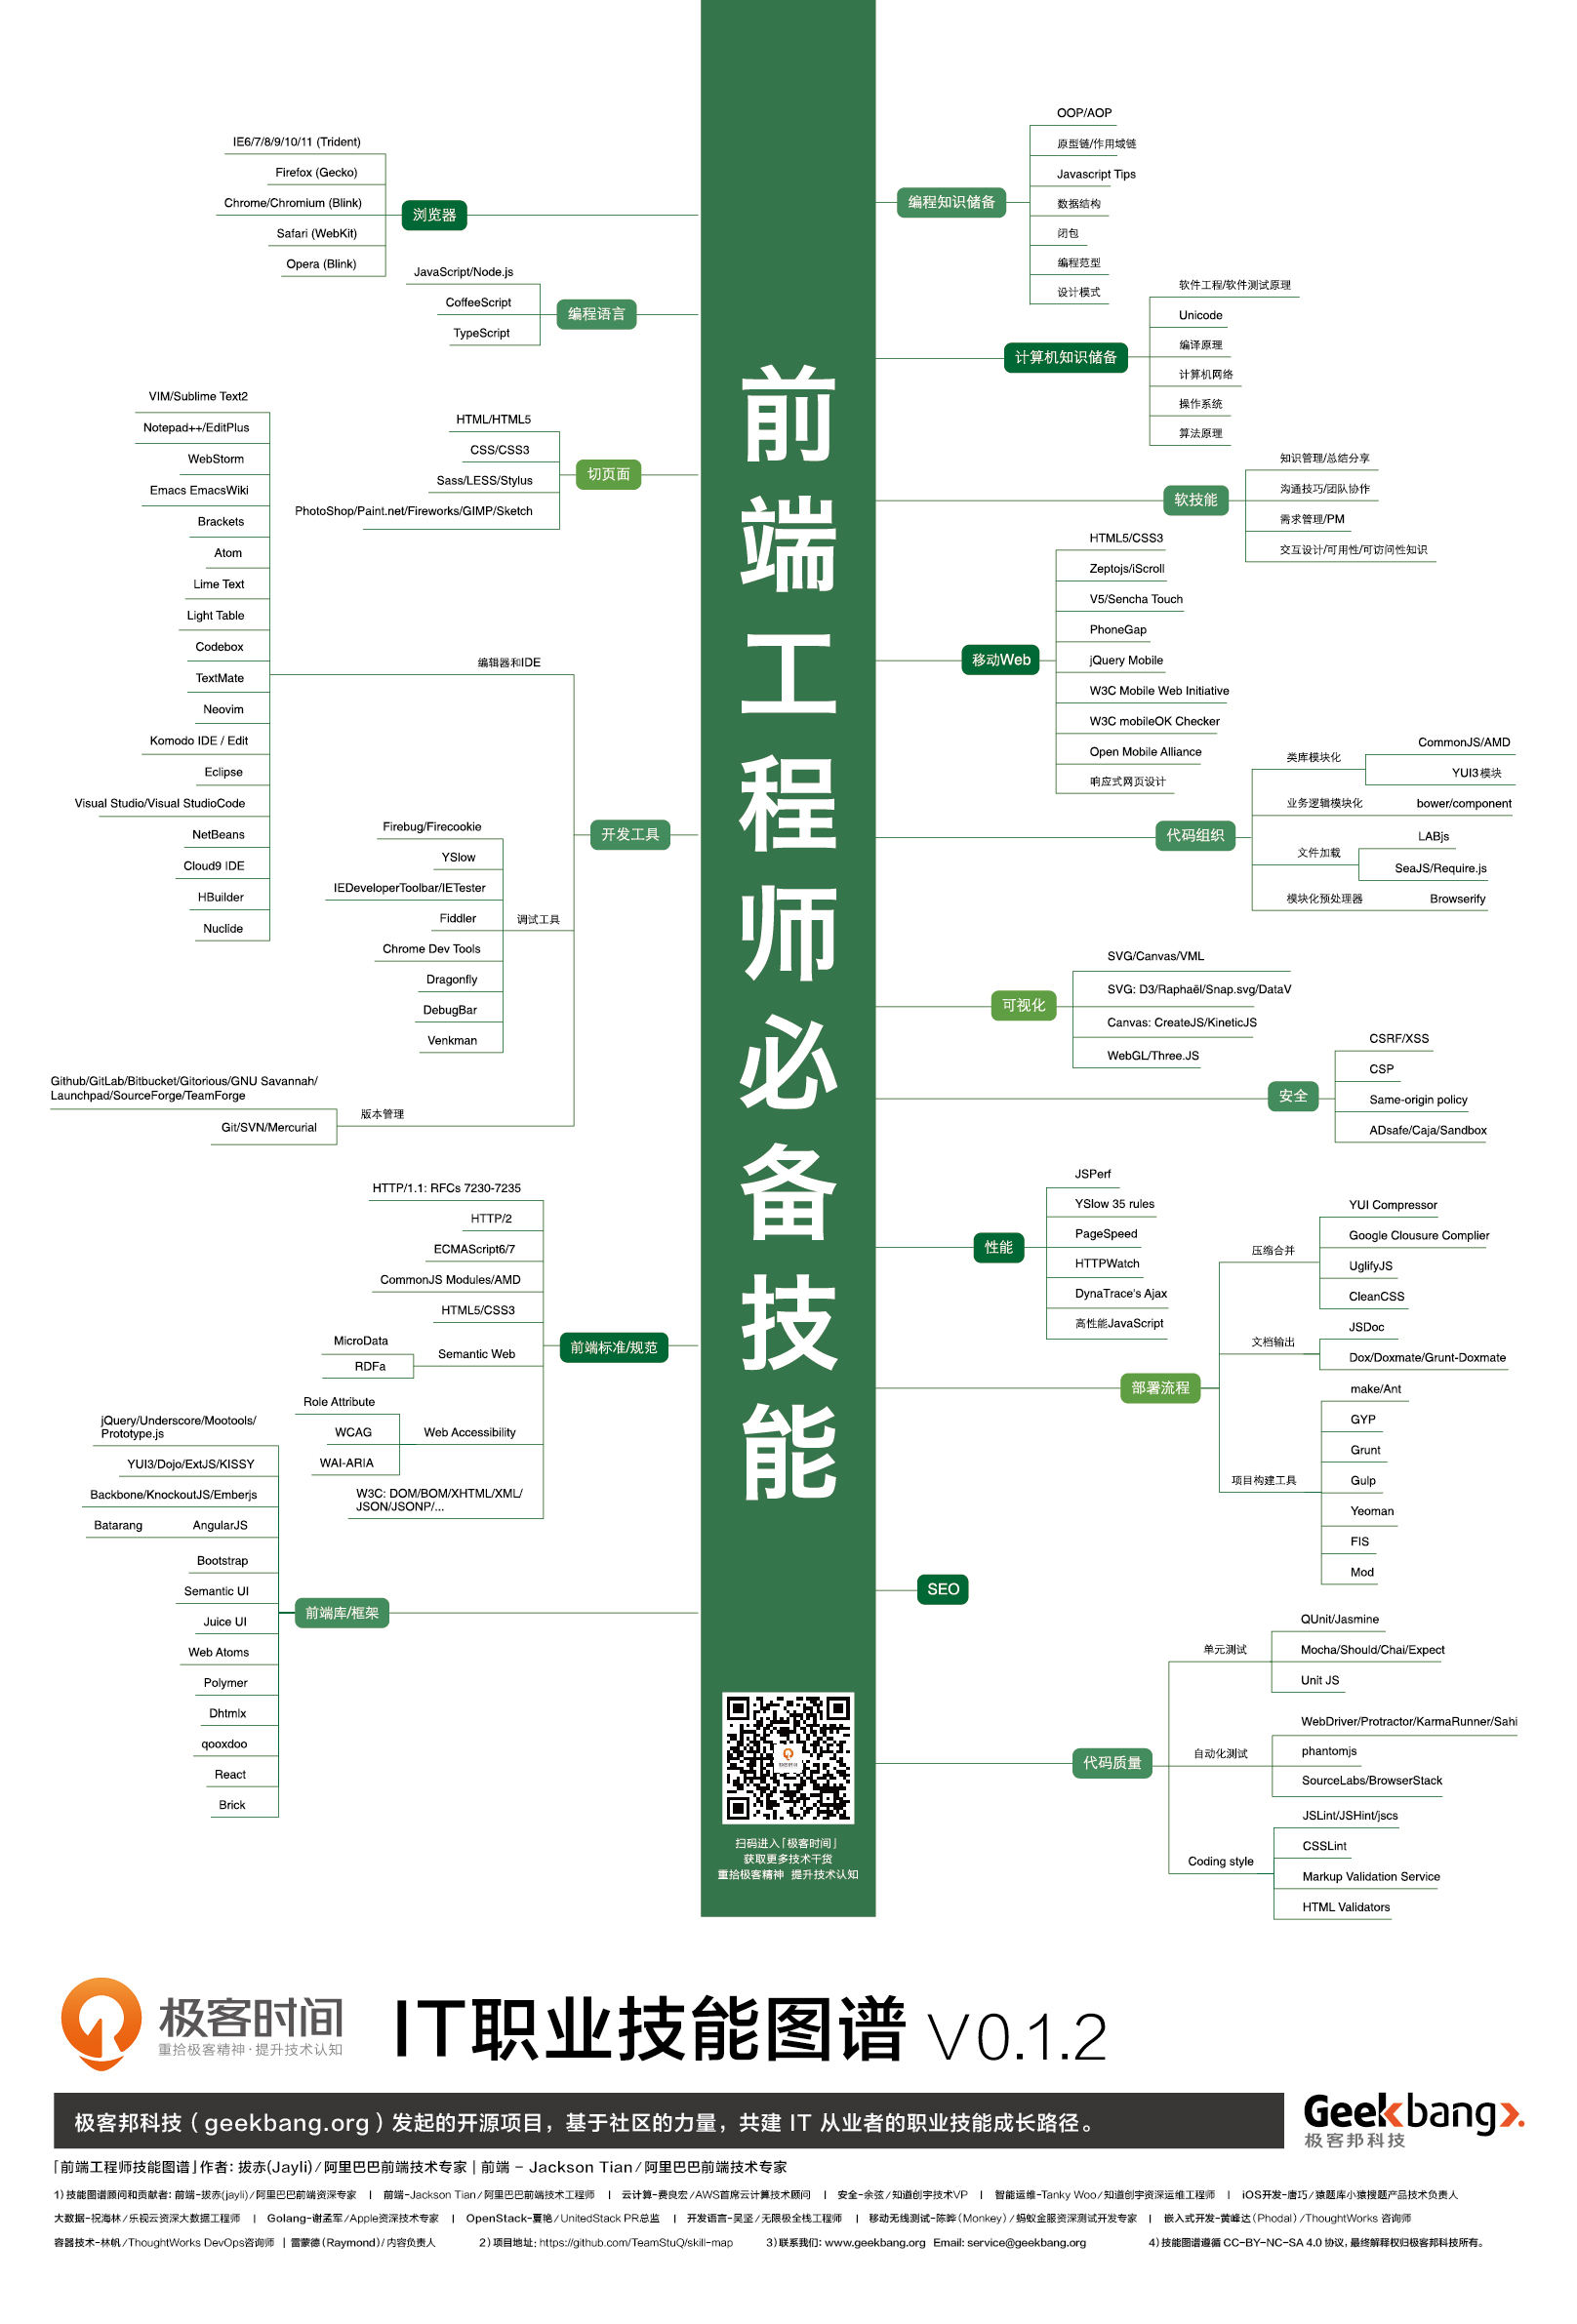 IE6/7/8/9/10/11 (Trident)
Firefox (Gecko)
Chrome/Chromium (Blink)
Safari (WebKit)
Opera (Blink)
浏览器
JavaScript/Node.js
CoffeeScript
TypeScript
编程语言
HTML/HTML5
CSS/CSS3
Sass/LESS/Stylus
PhotoShop/Paint.net/Fireworks/GIMP/Sketch
切页面
VIM/Sublime Text2
Notepad++/EditPlus
WebStorm
Emacs EmacsWiki
Brackets
Atom
Lime Text
Light Table
Codebox
TextMate
Neovim
Komodo IDE / Edit
Eclipse
Visual Studio/Visual StudioCode
NetBeans
Cloud9 IDE
HBuilder
Nuclide
编辑器和IDE
Firebug/Firecookie
YSlow
IEDeveloperToolbar/IETester
Fiddler
Chrome Dev Tools
Dragonfly
DebugBar
Venkman
调试工具
Github/GitLab/Bitbucket/Gitorious/GNU Savannah/
Launchpad/SourceForge/TeamForge
Git/SVN/Mercurial
版本管理
开发工具
HTTP/1.1: RFCs 7230-7235
HTTP/2
ECMAScript6/7
CommonJS Modules/AMD
HTML5/CSS3
MicroData
RDFa
Semantic Web
Role Attribute
WCAG
WAI-ARIA
Web Accessibility
W3C: DOM/BOM/XHTML/XML/
JSON/JSONP/...
前端标准/规范
jQuery/Underscore/Mootools/
Prototype.js
YUI3/Dojo/ExtJS/KISSY
Backbone/KnockoutJS/Emberjs
Batarang AngularJS
Bootstrap
Semantic UI
Juice UI
Web Atoms
Polymer
Dhtmlx
qooxdoo
React
Brick
前端库/框架
前端工程师必备技能
扫码进入「极客时间」
获取更多技术干货
重拾极客精神 提升技术认知
编程知识储备
OOP/AOP
原型链/作用域链
Javascript Tips
数据结构
闭包
编程范型
设计模式
计算机知识储备
软件工程/软件测试原理
Unicode
编译原理
计算机网络
操作系统
算法原理
软技能
知识管理/总结分享
沟通技巧/团队协作
需求管理/PM
交互设计/可用性/可访问性知识
移动Web
HTML5/CSS3
Zeptojs/iScroll
V5/Sencha Touch
PhoneGap
jQuery Mobile
W3C Mobile Web Initiative
W3C mobileOK Checker
Open Mobile Alliance
响应式网页设计
代码组织
类库模块化
CommonJS/AMD
YUI3模块
业务逻辑模块化
bower/component
文件加载
LABjs
SeaJS/Require.js
模块化预处理器
Browserify
可视化
SVG/Canvas/VML
SVG: D3/Raphaël/Snap.svg/DataV
Canvas: CreateJS/KineticJS
WebGL/Three.JS
安全
CSRF/XSS
CSP
Same-origin policy
ADsafe/Caja/Sandbox
性能
JSPerf
YSlow 35 rules
PageSpeed
HTTPWatch
DynaTrace's Ajax
高性能JavaScript
部署流程
压缩合并
YUI Compressor
Google Clousure Complier
UglifyJS
CleanCSS
文档输出
JSDoc
Dox/Doxmate/Grunt-Doxmate
项目构建工具
make/Ant
GYP
Grunt
Gulp
Yeoman
FIS
Mod
SEO
代码质量
单元测试
QUnit/Jasmine
Mocha/Should/Chai/Expect
Unit JS
自动化测试
WebDriver/Protractor/KarmaRunner/Sahi
phantomjs
SourceLabs/BrowserStack
Coding style
JSLint/JSHint/jscs
CSSLint
Markup Validation Service
HTML Validators
极客时间
重拾极客精神·提升技术认知
IT职业技能图谱 V0.1.2
极客邦科技（geekbang.org）发起的开源项目，基于社区的力量，共建 IT 从业者的职业技能成长路径。
Geekbang
极客邦科技
「前端工程师技能图谱」作者：拔赤(Jayli)/阿里巴巴前端技术专家 | 前端 - Jackson Tian/阿里巴巴前端技术专家
1）技能图谱顾问和贡献者：前端-拔赤(jayli)/阿里巴巴前端资深专家 | 前端-Jackson Tian/阿里巴巴前端技术工程师 | 云计算-费良宏/AWS首席云计算技术顾问 | 安全-余弦/知道创宇技术VP | 智能运维-Tanky Woo/知道创宇资深运维工程师 | iOS开发-唐巧/猿题库小猿搜题产品技术负责人
大数据-祝海林/乐视云资深大数据工程师 | Golang-谢孟军/Apple资深技术专家 | OpenStack-夏艳/UnitedStack PR总监 | 开发语言-吴坚/无限极全栈工程师 | 移动无线测试-陈晔（Monkey）/蚂蚁金服资深测试开发专家 | 嵌入式开发-黄峰达（Phodal）/ThoughtWorks 咨询师
容器技术-林帆/ThoughtWorks DevOps咨询师 | 雷蒙德（Raymond）/内容负责人 2）项目地址：https://github.com/TeamStuQ/skill-map 3）联系我们：www.geekbang.org Email: service@geekbang.org 4）技能图谱遵循 CC-BY-NC-SA 4.0 协议，最终解释权归极客邦科技所有。